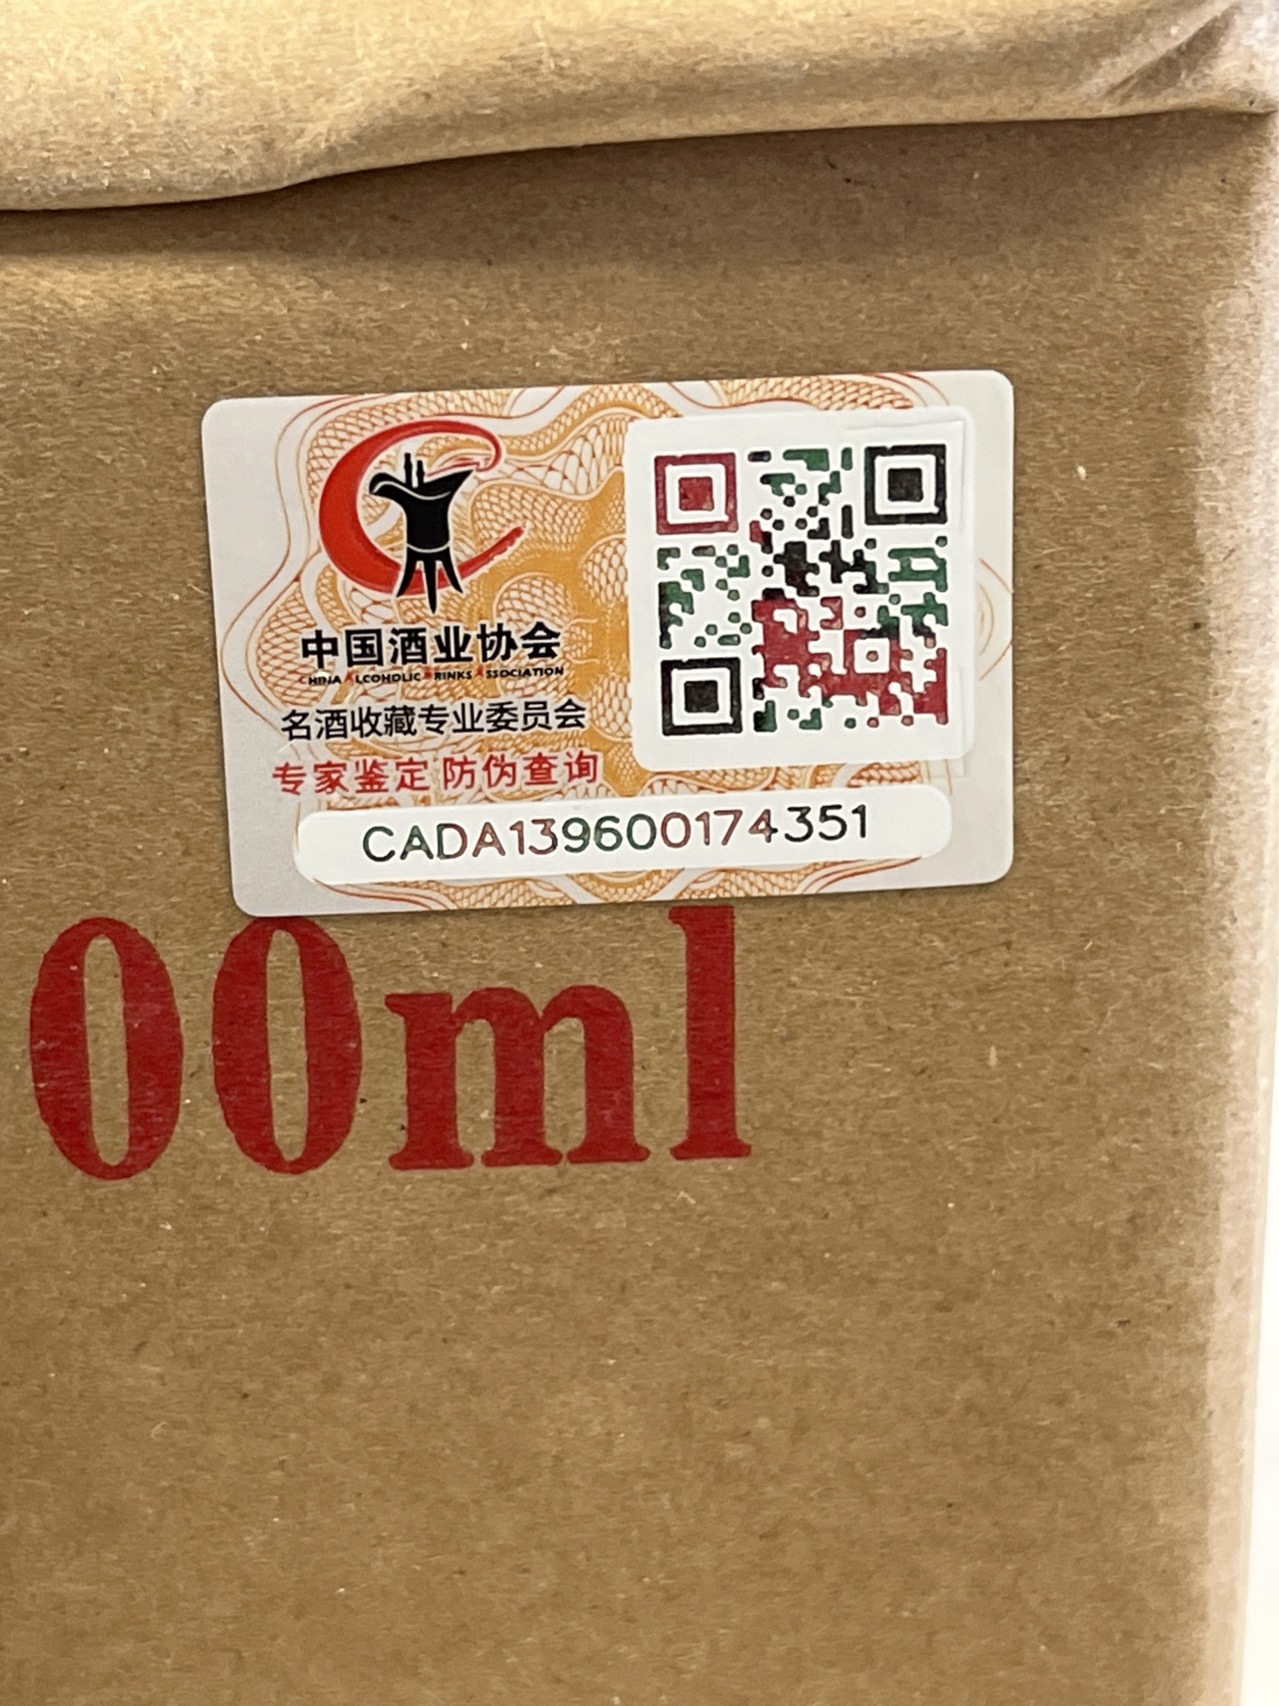 中国酒业协会
CHINA ALCOHOLIC DRINKS ASSOCIATION
名酒收藏专业委员会
专家鉴定 防伪查询
CADA139600174351
00ml